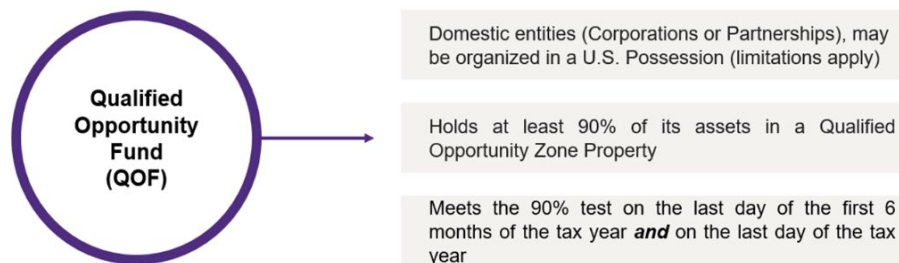 Qualified
Opportunity
Fund
(QOF)
Domestic entities (Corporations or Partnerships), may
be organized in a U.S. Possession (limitations apply)
Holds at least 90% of its assets in a Qualified
Opportunity Zone Property
Meets the 90% test on the last day of the first 6
months of the tax year and on the last day of the tax
year